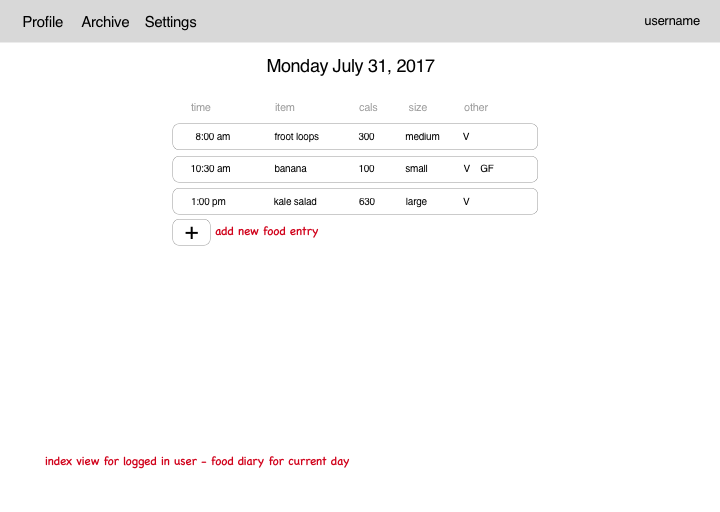 Profile Archive Settings username
Monday July 31, 2017
time item cals size other
8:00 am froot loops 300 medium V
10:30 am banana 100 small V GF
1:00 pm kale salad 630 large V
+ add new food entry
index view for logged in user - food diary for current day